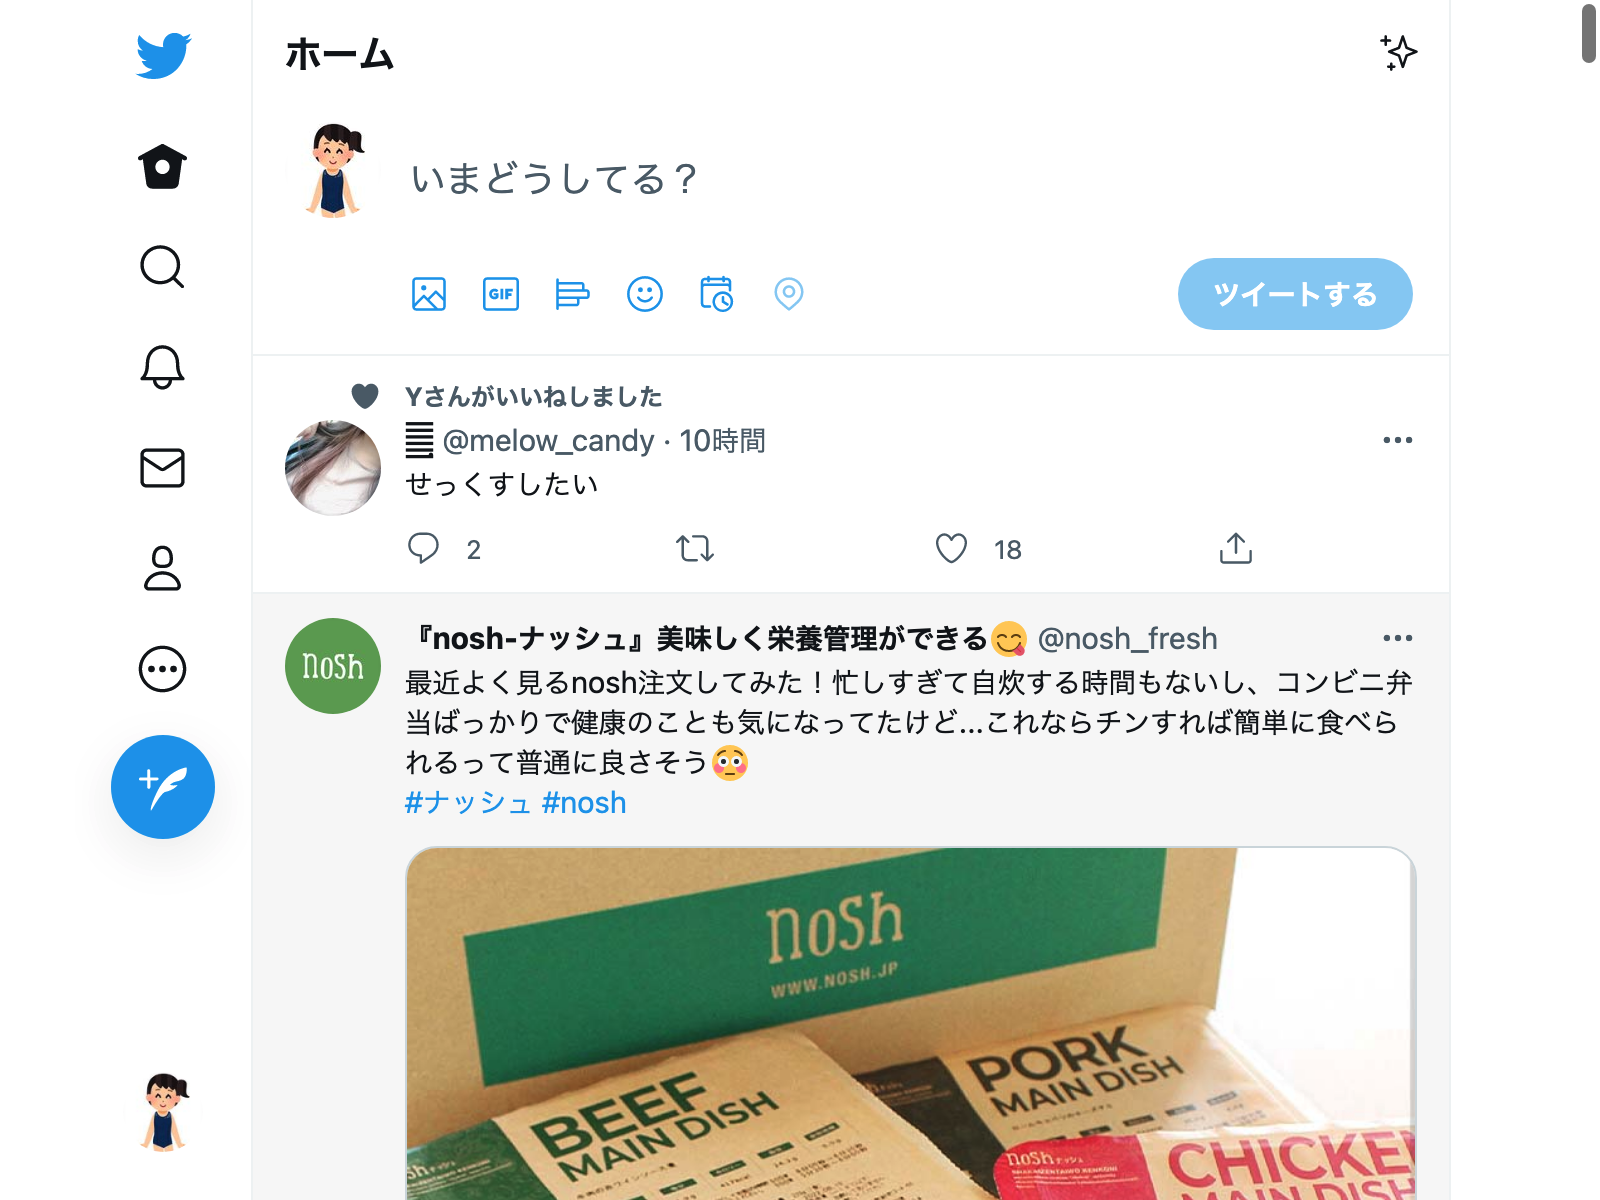 ホーム
いまどうしてる？
GIF
ツイートする
Yさんがいいねしました
@melow_candy · 10時間
せっくすしたい
2
18
nosh
『nosh-ナッシュ』美味しく栄養管理ができる😋 @nosh_fresh
最近よく見るnosh注文してみた！忙しすぎて自炊する時間もないし、コンビニ弁
当ばっかりで健康のことも気になってたけど...これならチンすれば簡単に食べら
れるって普通に良さそう😳
#ナッシュ #nosh
nosh
WWW.NOSH.JP
BEEF
MAIN DISH
PORK
MAIN DISH
nosh ナッシュ
CHICKEN
MAIN DISH